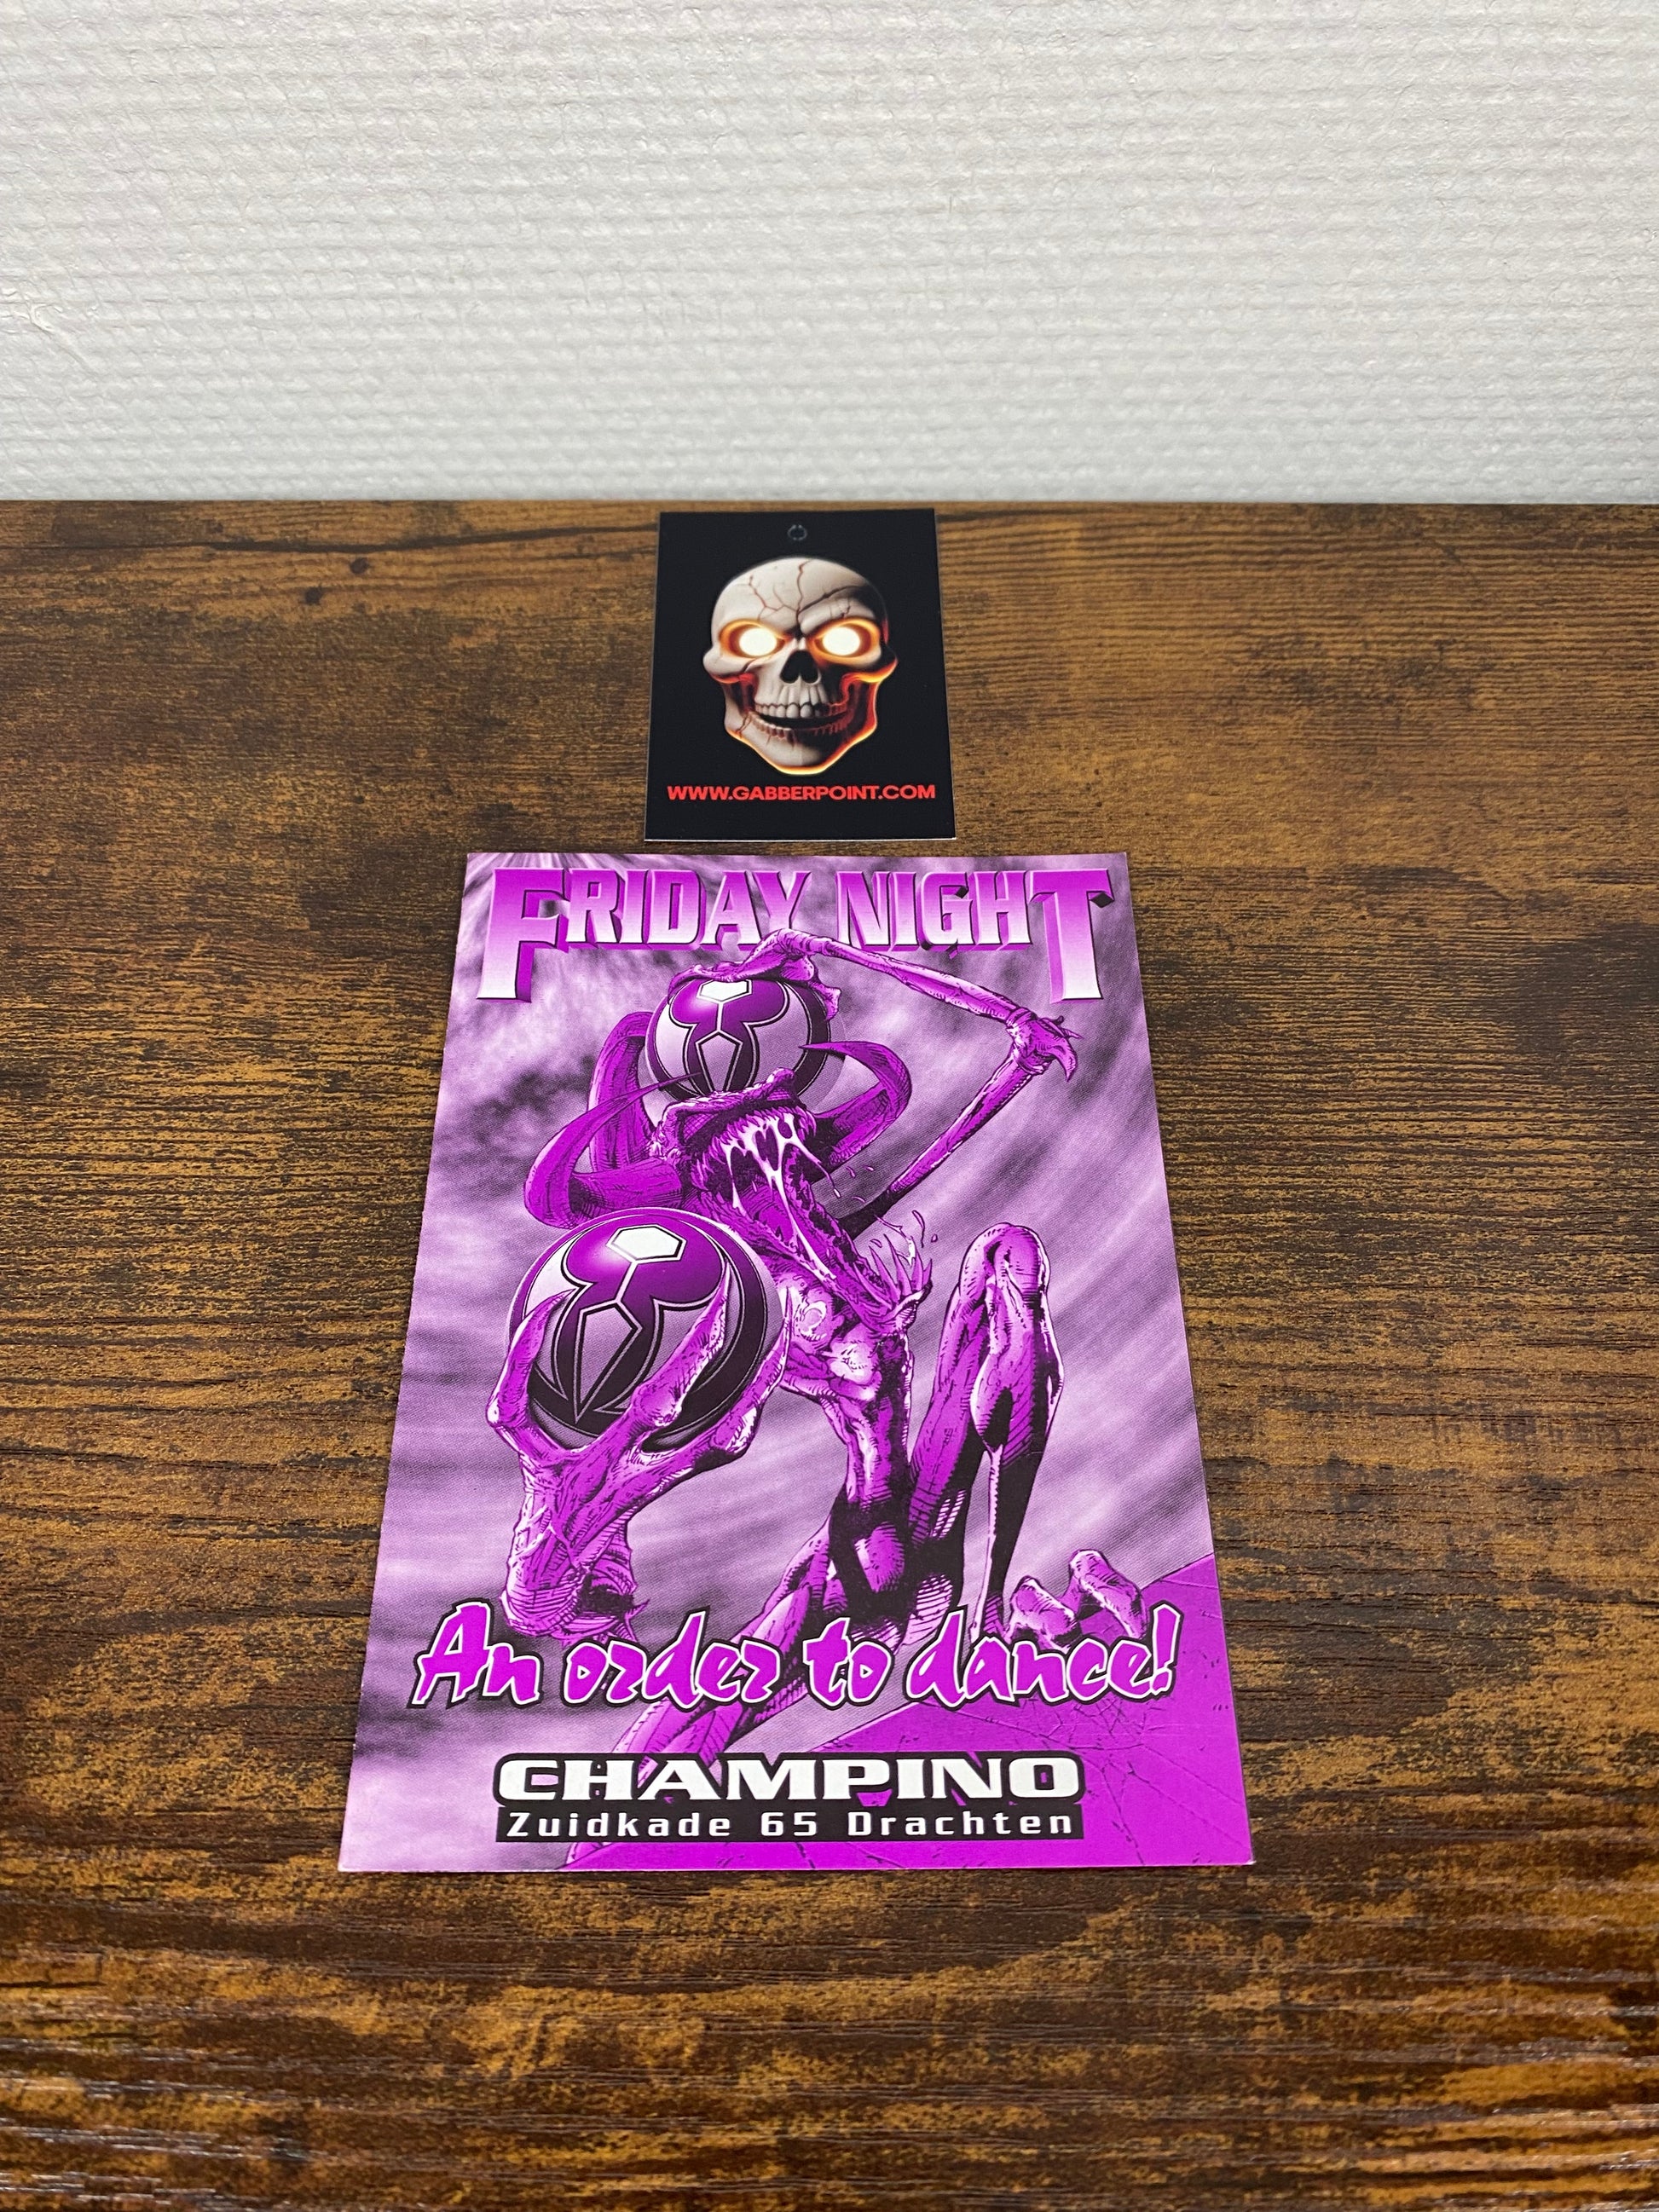 WWW.GABBERPOINT.COM
FRIDAY NIGHT
An order to dance!
CHAMPINO
Zuidkade 65 Drachten